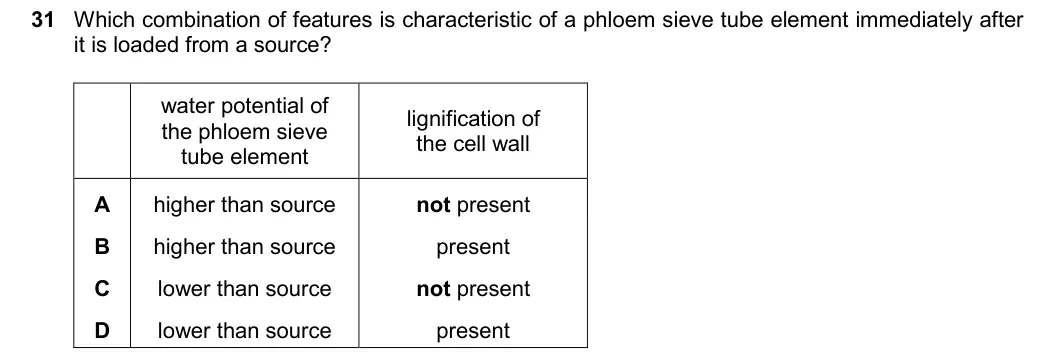 31 Which combination of features is characteristic of a phloem sieve tube element immediately after
it is loaded from a source?
water potential of
the phloem sieve
tube element
lignification of
the cell wall
A higher than source not present
B higher than source present
C lower than source not present
D lower than source present